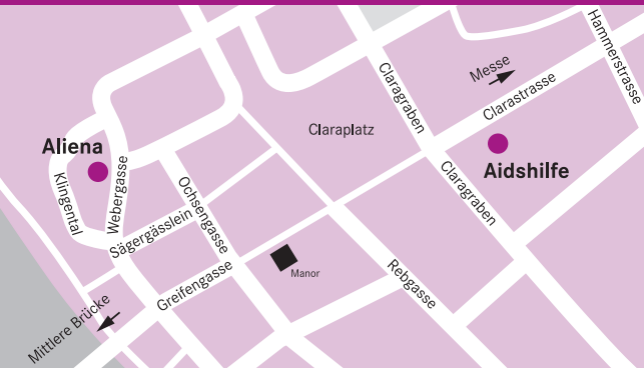 Hammerstrasse
Messe
Claragraben
Clarastrasse
Claraplatz
Aliena
Aidshilfe
Klingental
Webergasse
Ochsengasse
Claragraben
Sägergässlein
Greifengasse
Manor
Rebgasse
Mittlere Brücke